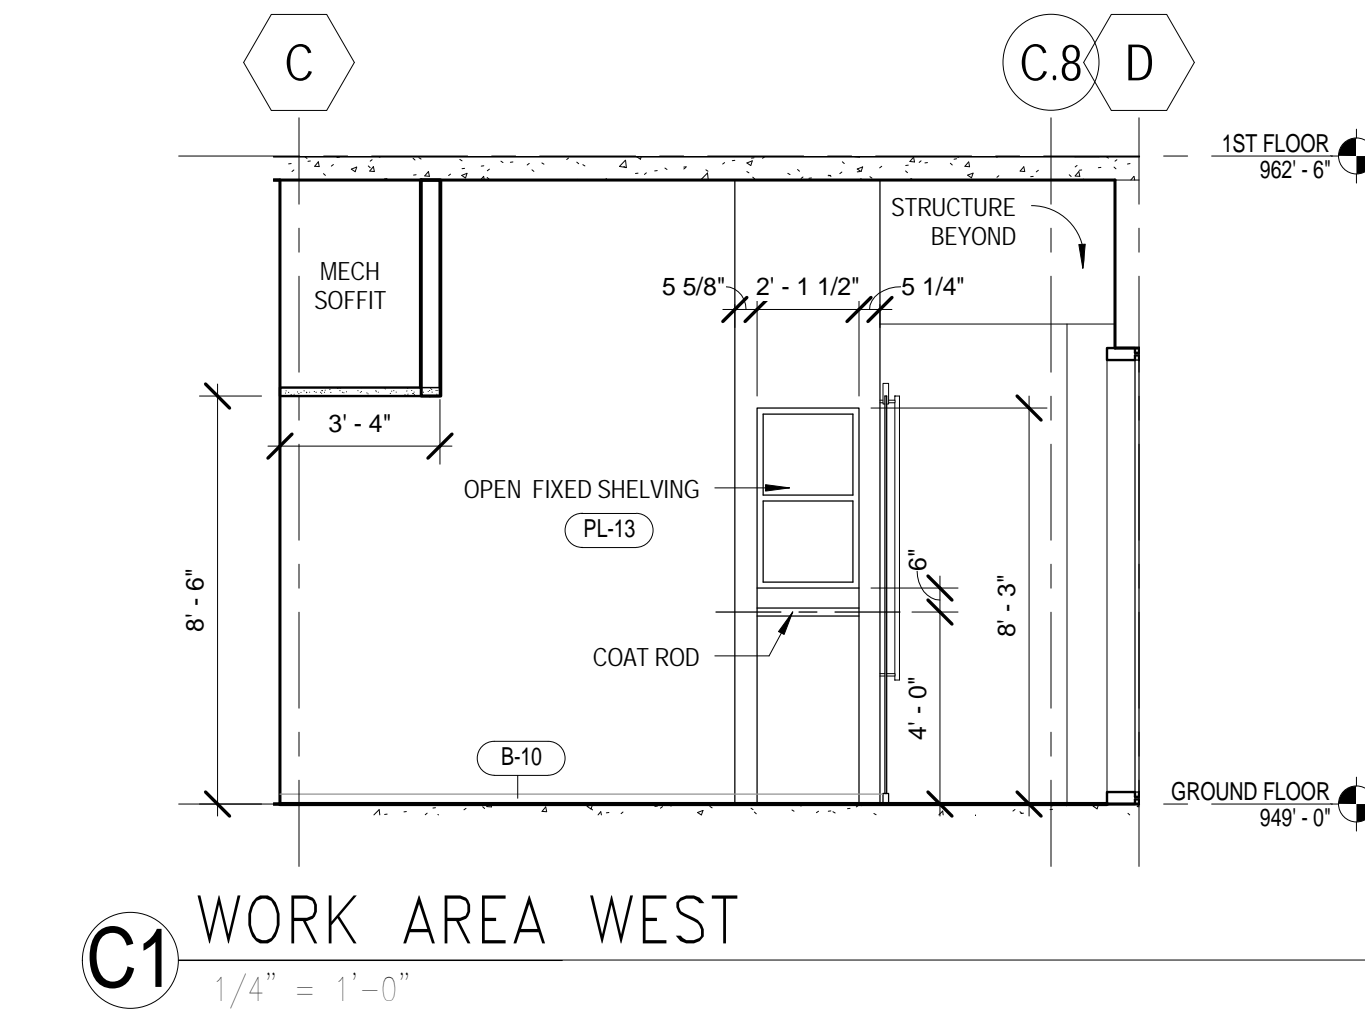 C
C.8
D
1ST FLOOR
962' - 6"
STRUCTURE
BEYOND
MECH
SOFFIT
5 5/8"
2' - 1 1/2"
5 1/4"
3' - 4"
OPEN FIXED SHELVING
PL-13
6"
8' - 6"
8' - 3"
COAT ROD
4' - 0"
B-10
GROUND FLOOR
949' - 0"
C1
WORK AREA WEST
1/4" = 1'-0"